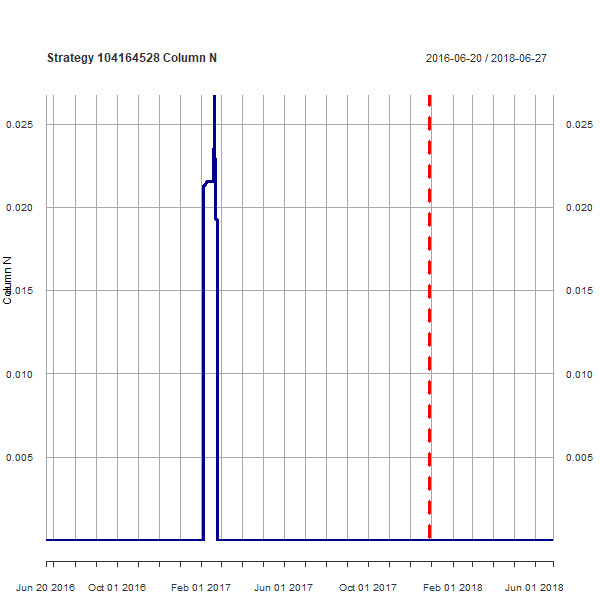 Strategy 104164528 Column N
2016-06-20 / 2018-06-27
0.025
0.025
0.020
0.020
Column N
0.015
0.015
0.010
0.010
0.005
0.005
Jun 20 2016
Oct 01 2016
Feb 01 2017
Jun 01 2017
Oct 01 2017
Feb 01 2018
Jun 01 2018